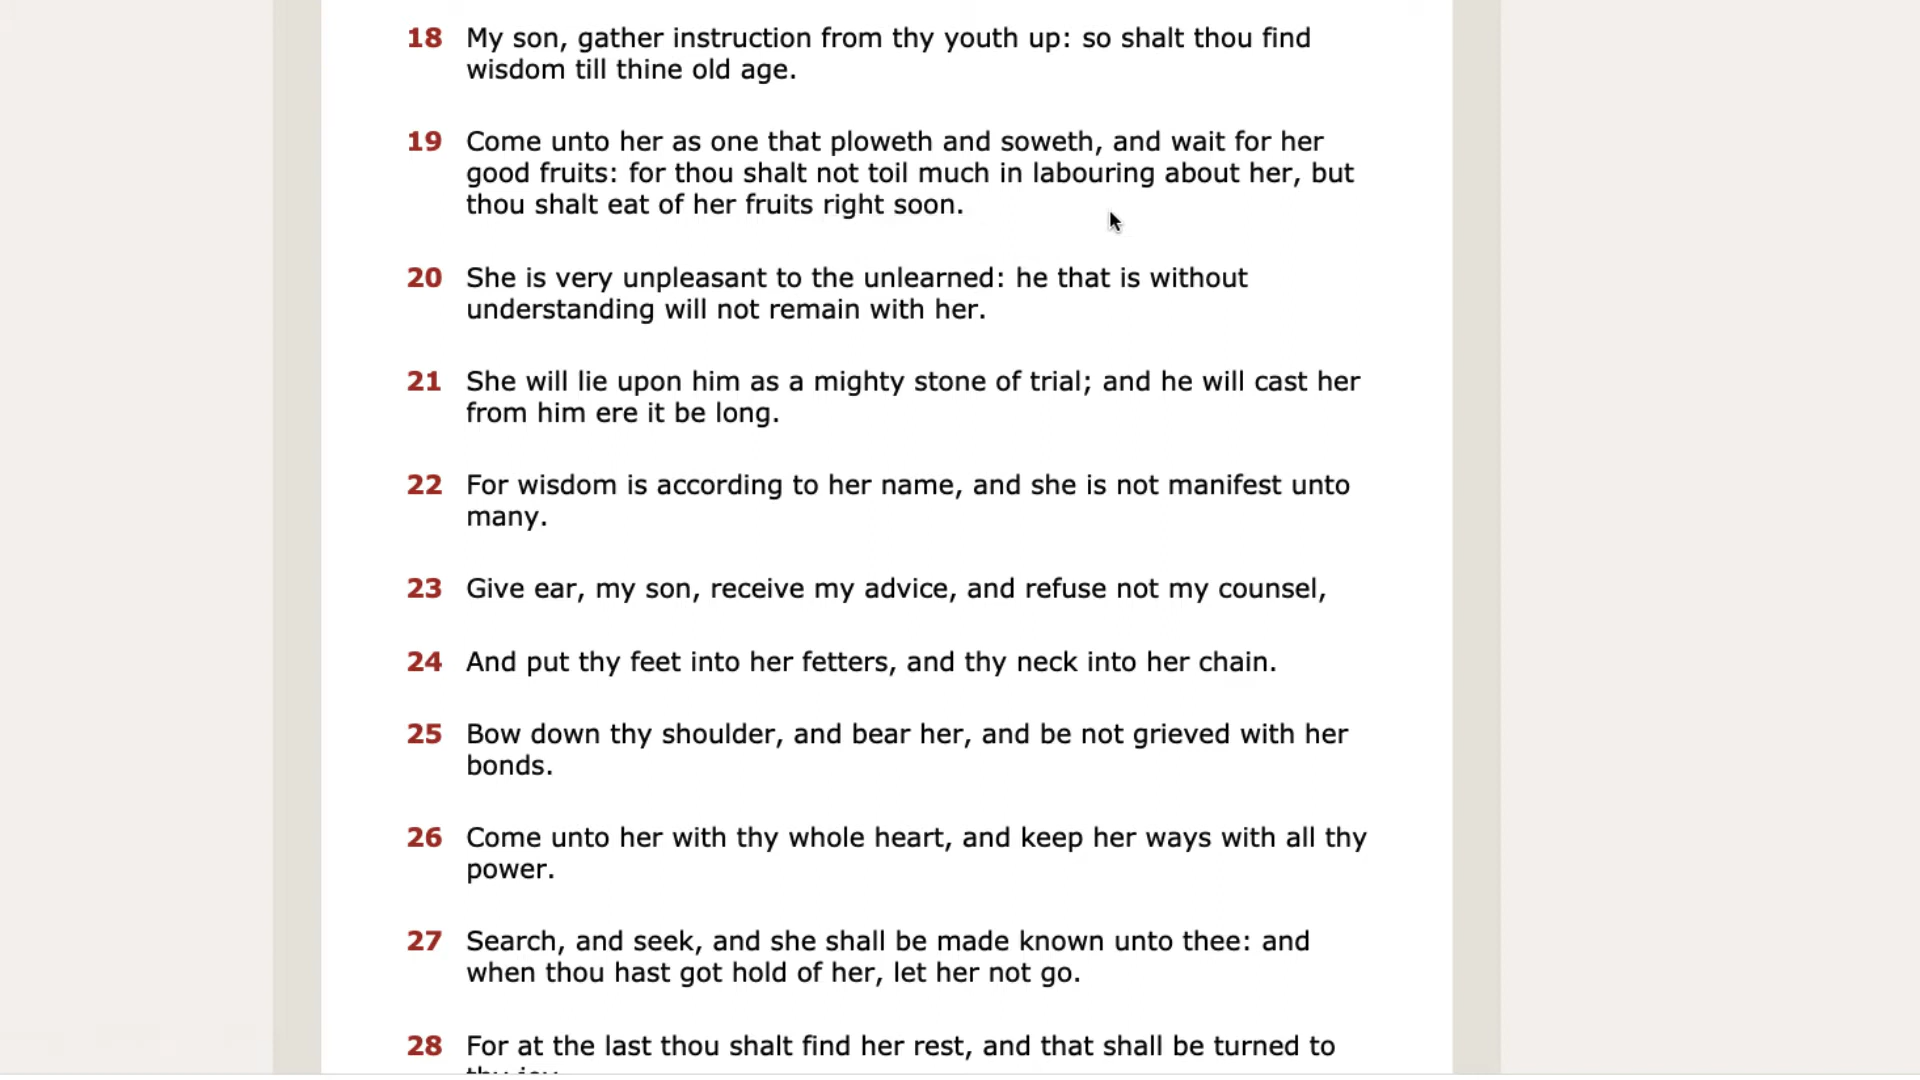 18 My son, gather instruction from thy youth up: so shalt thou find
wisdom till thine old age.
19 Come unto her as one that ploweth and soweth, and wait for her
good fruits: for thou shalt not toil much in labouring about her, but
thou shalt eat of her fruits right soon.
20 She is very unpleasant to the unlearned: he that is without
understanding will not remain with her.
21 She will lie upon him as a mighty stone of trial; and he will cast her
from him ere it be long.
22 For wisdom is according to her name, and she is not manifest unto
many.
23 Give ear, my son, receive my advice, and refuse not my counsel,
24 And put thy feet into her fetters, and thy neck into her chain.
25 Bow down thy shoulder, and bear her, and be not grieved with her
bonds.
26 Come unto her with thy whole heart, and keep her ways with all thy
power.
27 Search, and seek, and she shall be made known unto thee: and
when thou hast got hold of her, let her not go.
28 For at the last thou shalt find her rest, and that shall be turned to